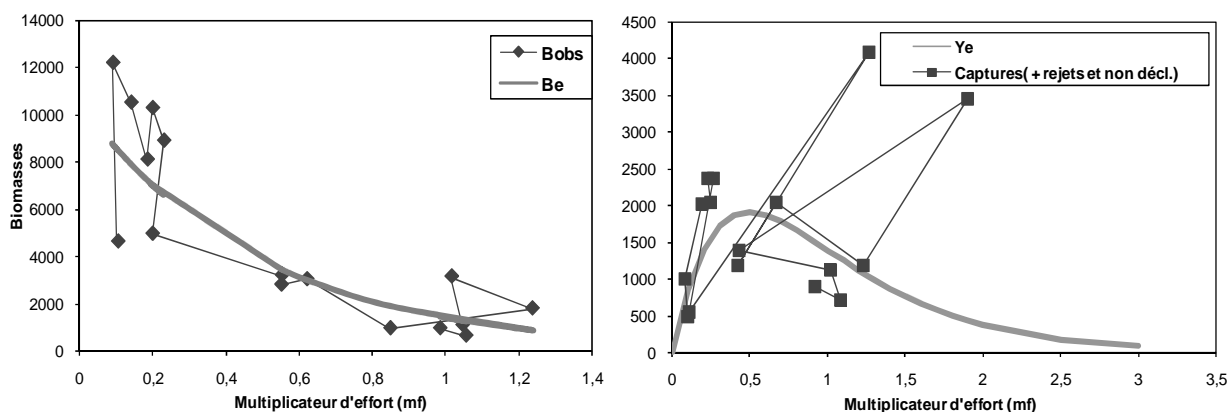 14000
12000
10000
8000
6000
4000
2000
0
Biomasses
Bobs
Be
0 0,2 0,4 0,6 0,8 1 1,2 1,4
Multiplicateur d'effort (mf)
4500
4000
3500
3000
2500
2000
1500
1000
500
0
Ye
Captures( + rejets et non décl.)
0 0,5 1 1,5 2 2,5 3 3,5
Multiplicateur d'effort (mf)